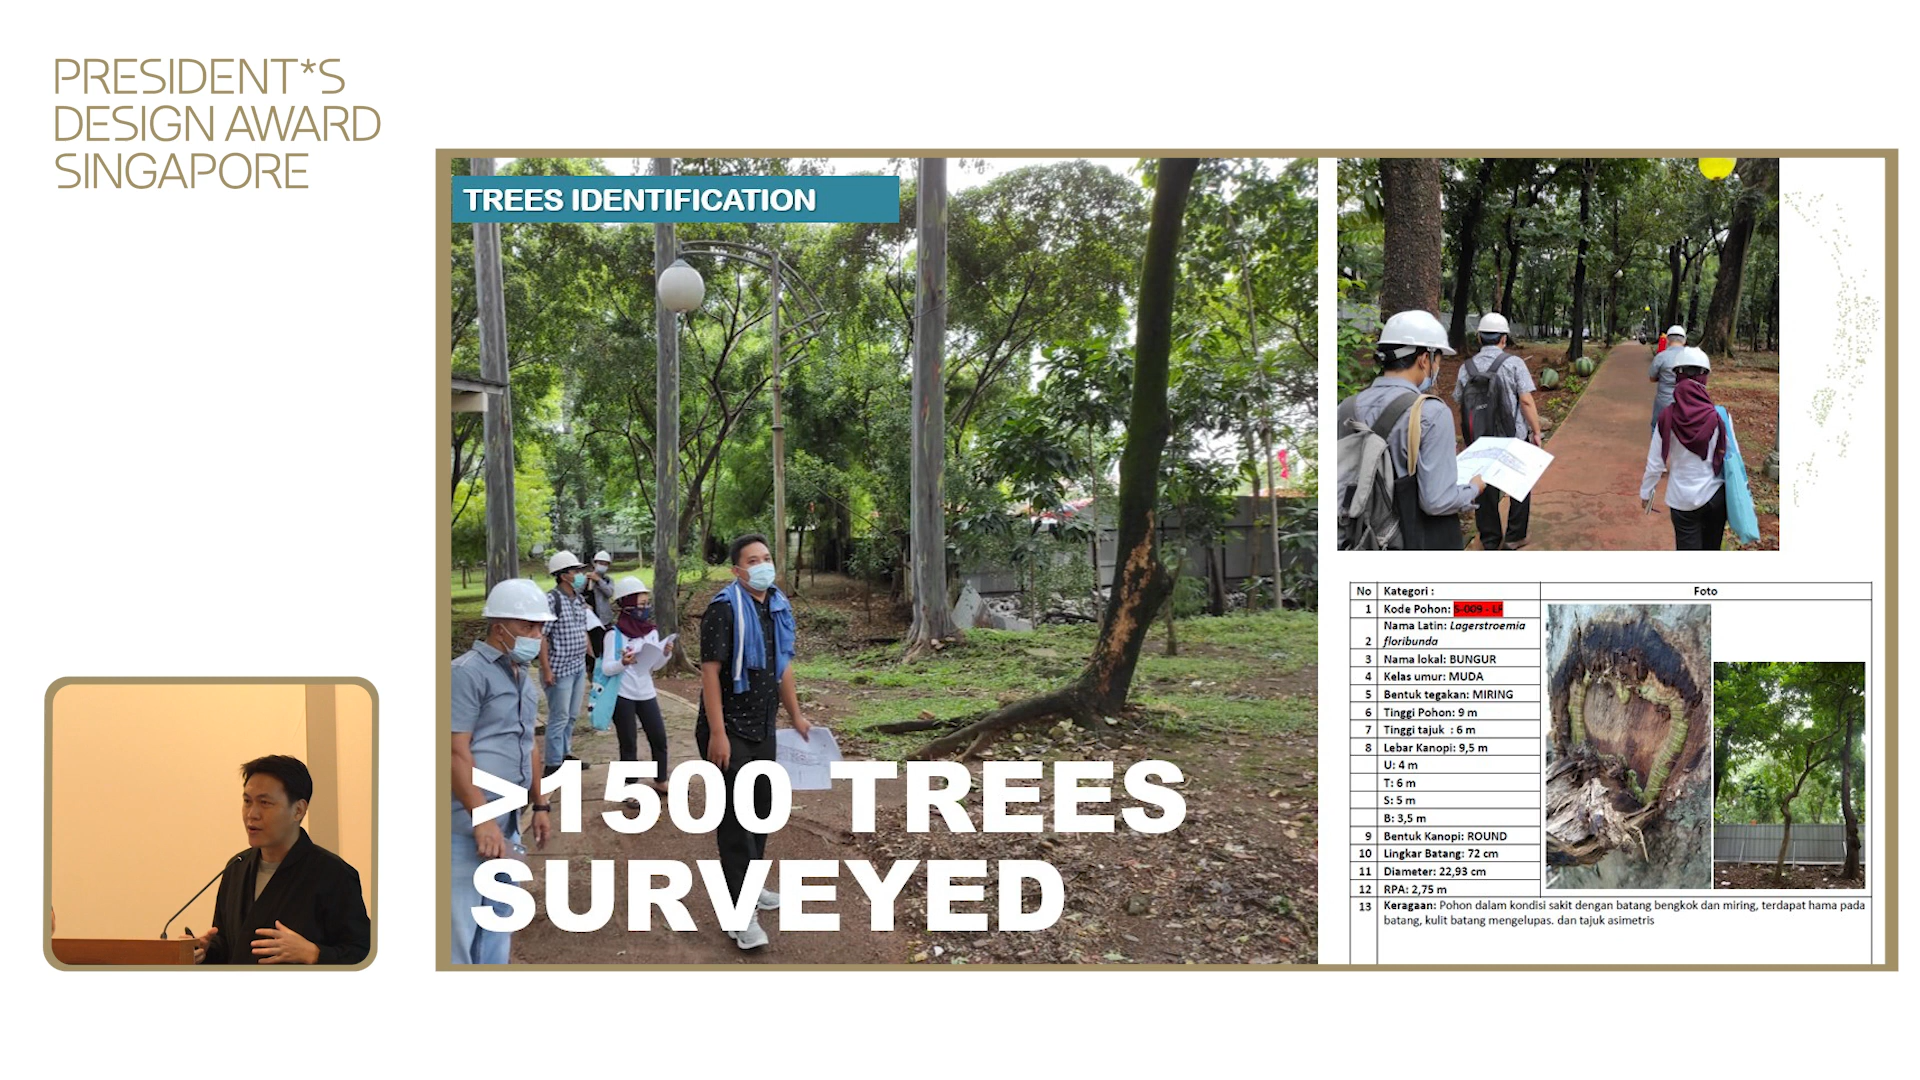 PRESIDENT*S
DESIGN AWARD
SINGAPORE
TREES IDENTIFICATION
>1500 TREES
SURVEYED
No Kategori : Foto
1 Kode Pohon: S-009 - LF
Nama Latin: Lagerstroemia
2 floribunda
3 Nama lokal: BUNGUR
4 Kelas umur: MUDA
5 Bentuk tegakan: MIRING
6 Tinggi Pohon: 9 m
7 Tinggi tajuk : 6 m
8 Lebar Kanopi: 9,5 m
U: 4 m
T: 6 m
S: 5 m
B: 3,5 m
9 Bentuk Kanopi: ROUND
10 Lingkar Batang: 72 cm
11 Diameter: 22,93 cm
12 RPA: 2,75 m
13 Keragaan: Pohon dalam kondisi sakit dengan batang bengkok dan miring, terdapat hama pada
batang, kulit batang mengelupas. dan tajuk asimetris